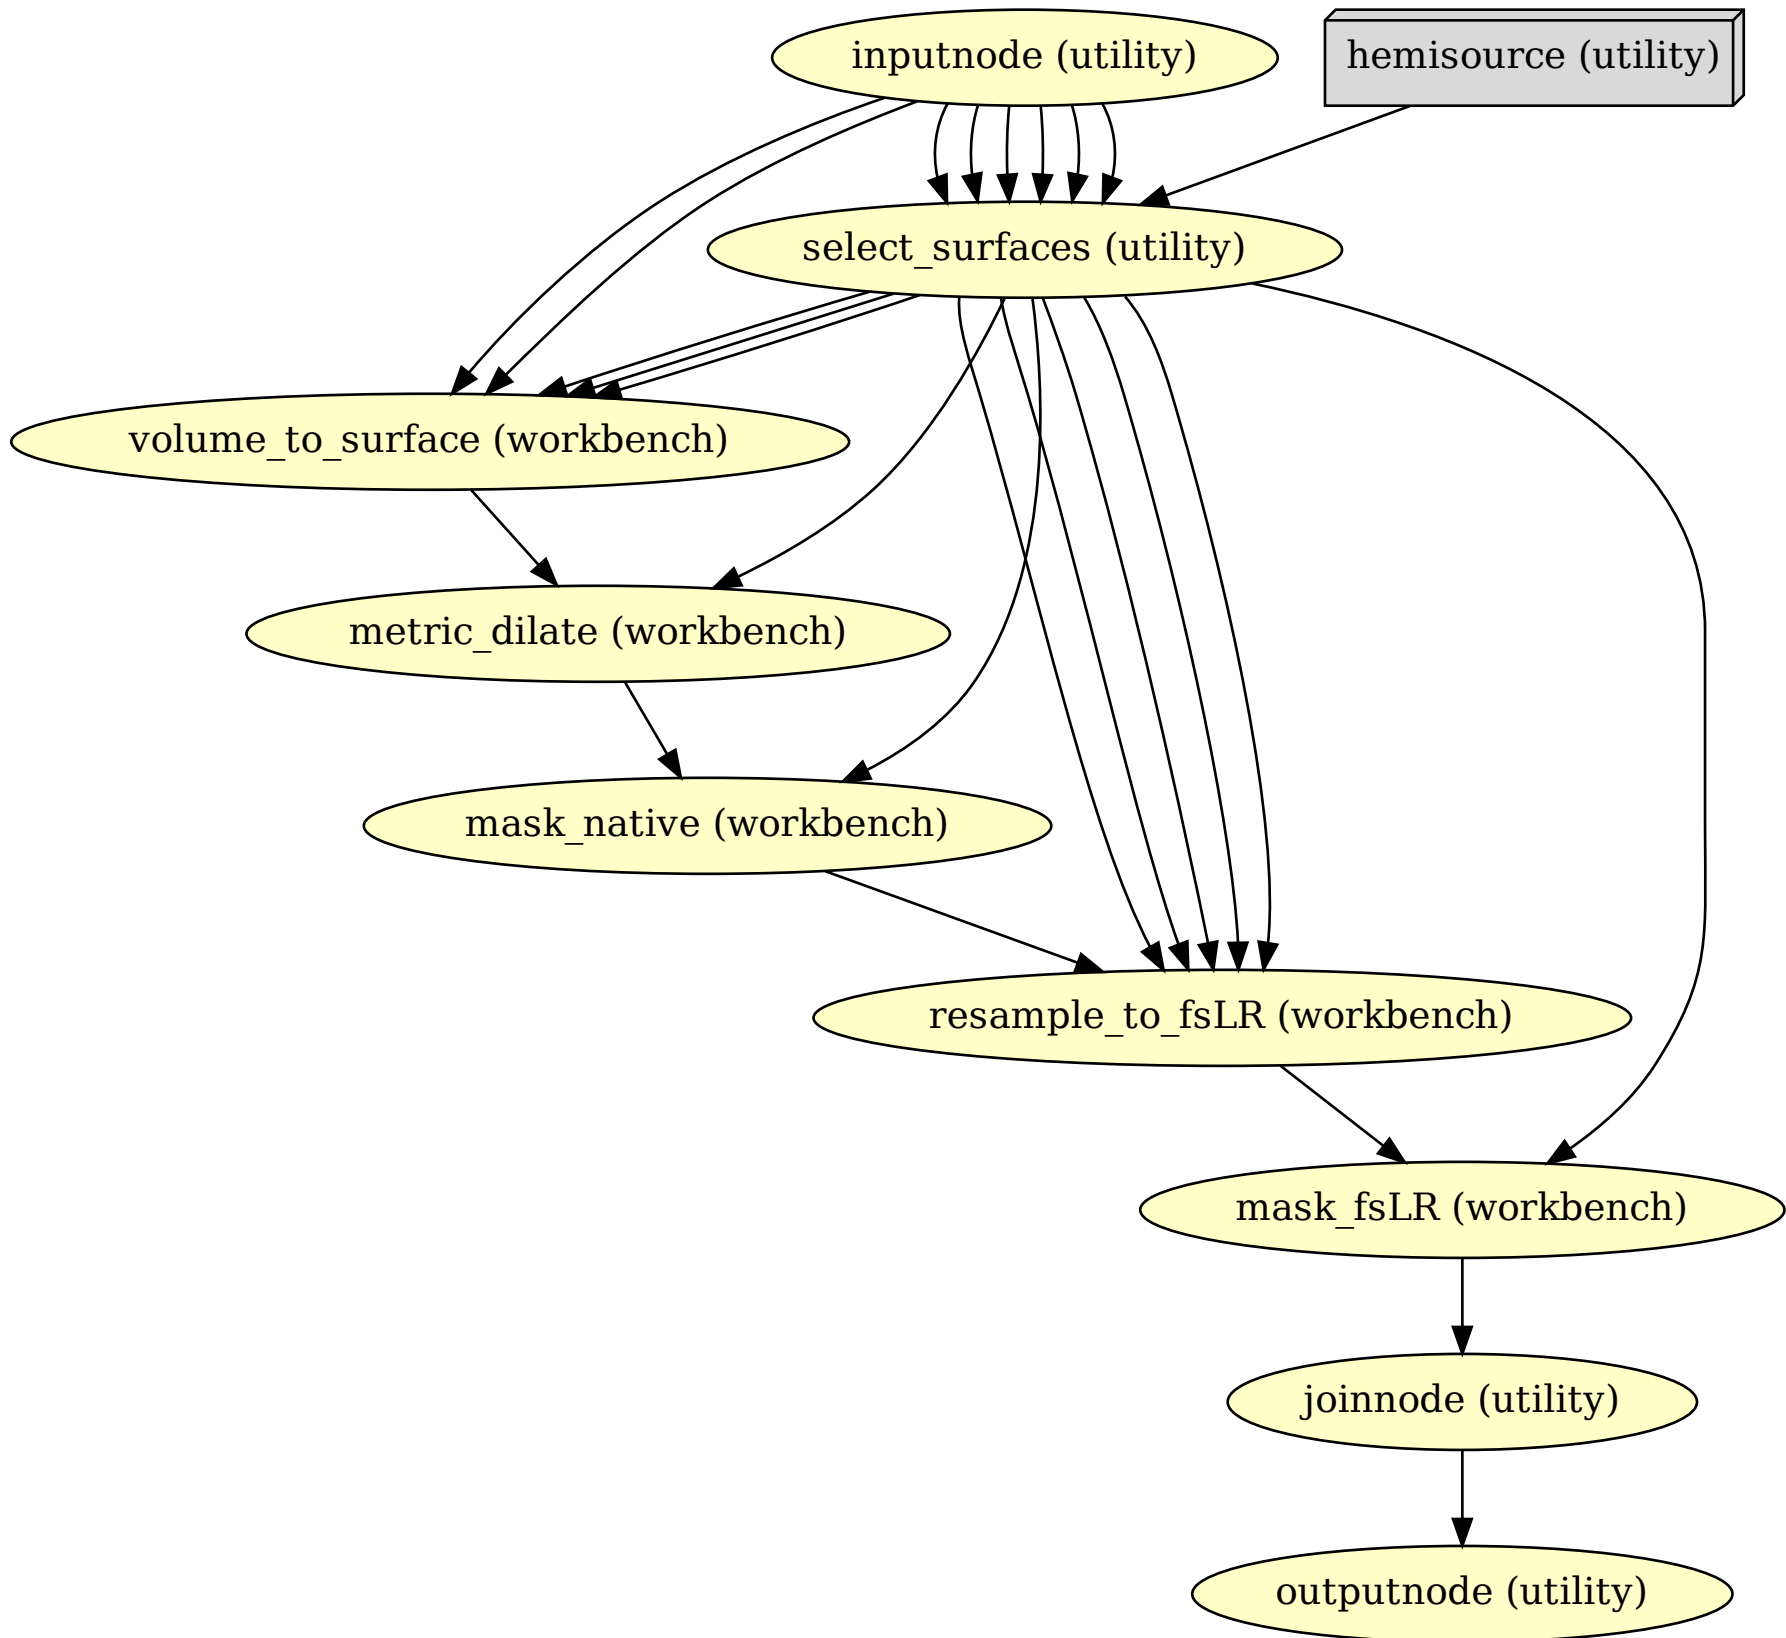 inputnode (utility)
hemisource (utility)
select_surfaces (utility)
volume_to_surface (workbench)
metric_dilate (workbench)
mask_native (workbench)
resample_to_fsLR (workbench)
mask_fsLR (workbench)
joinnode (utility)
outputnode (utility)